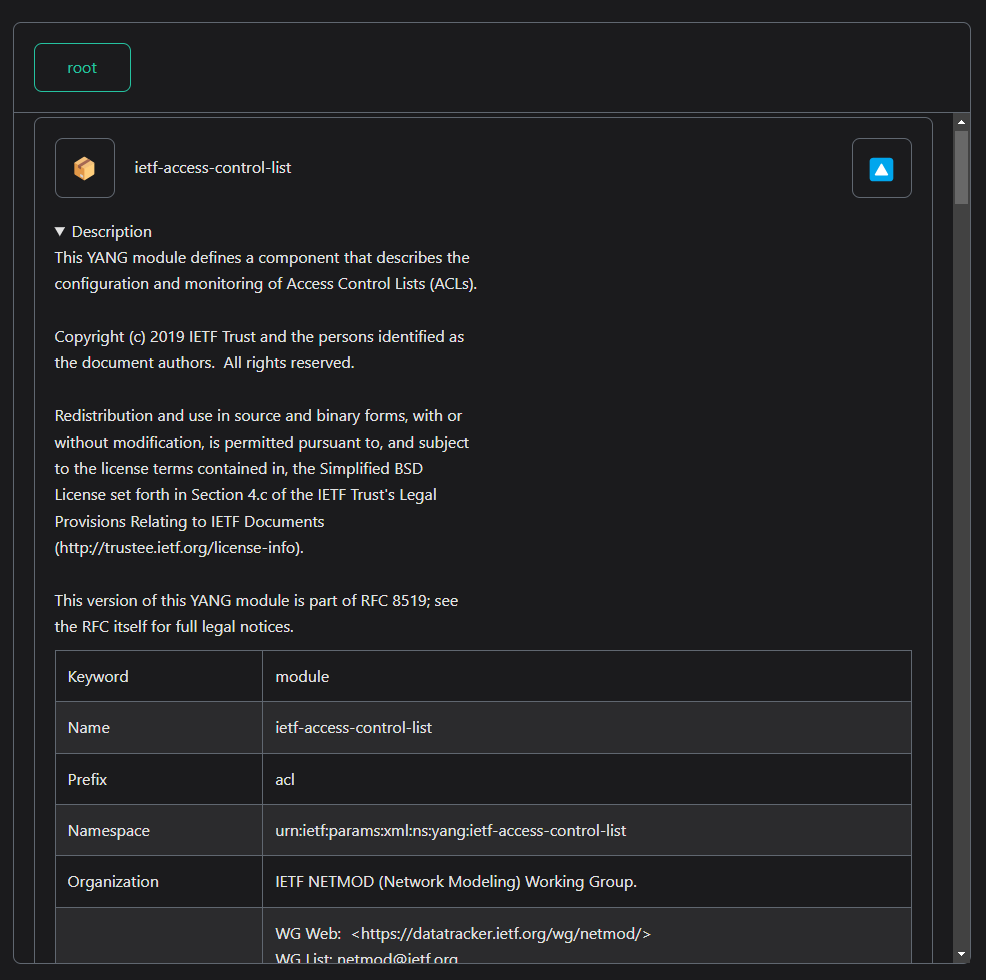 root
ietf-access-control-list
Description
This YANG module defines a component that describes the
configuration and monitoring of Access Control Lists (ACLs).
Copyright (c) 2019 IETF Trust and the persons identified as
the document authors.  All rights reserved.
Redistribution and use in source and binary forms, with or
without modification, is permitted pursuant to, and subject
to the license terms contained in, the Simplified BSD
License set forth in Section 4.c of the IETF Trust's Legal
Provisions Relating to IETF Documents
(http://trustee.ietf.org/license-info).
This version of this YANG module is part of RFC 8519; see
the RFC itself for full legal notices.
Keyword module
Name ietf-access-control-list
Prefix acl
Namespace urn:ietf:params:xml:ns:yang:ietf-access-control-list
Organization IETF NETMOD (Network Modeling) Working Group.
WG Web:  <https://datatracker.ietf.org/wg/netmod/>
WG List: netmod@ietf.org